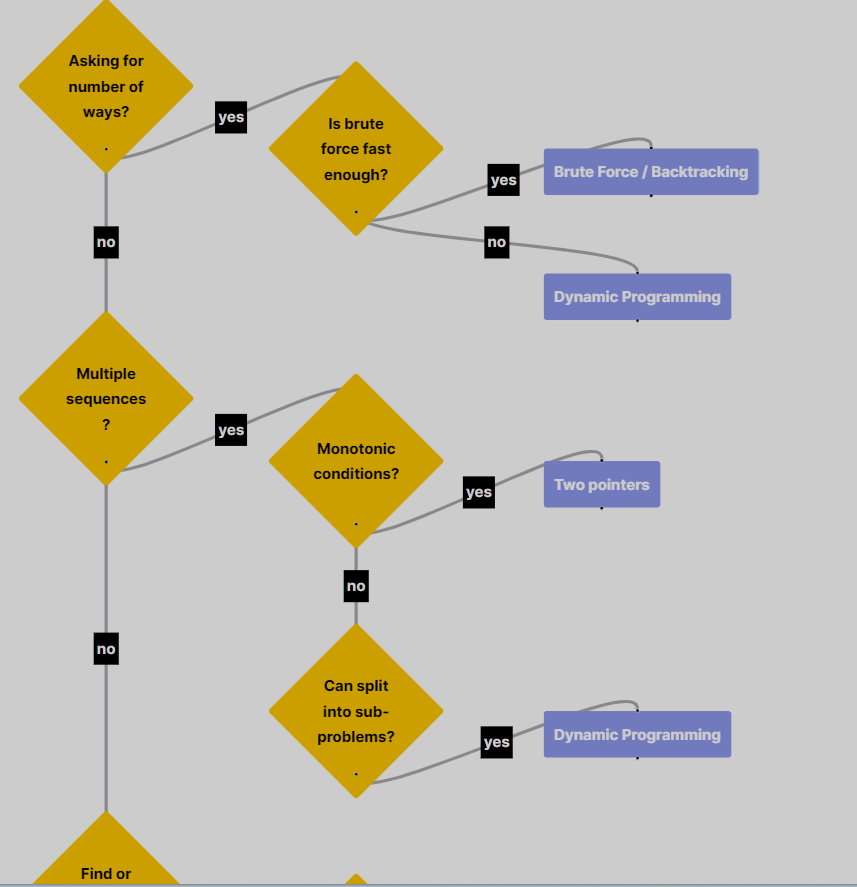 Asking for
number of
ways?
yes
Is brute
force fast
enough?
yes
Brute Force / Backtracking
no
no
Dynamic Programming
Multiple
sequences
?
yes
Monotonic
conditions?
yes
Two pointers
no
no
Can split
into sub-
problems?
yes
Dynamic Programming
Find or